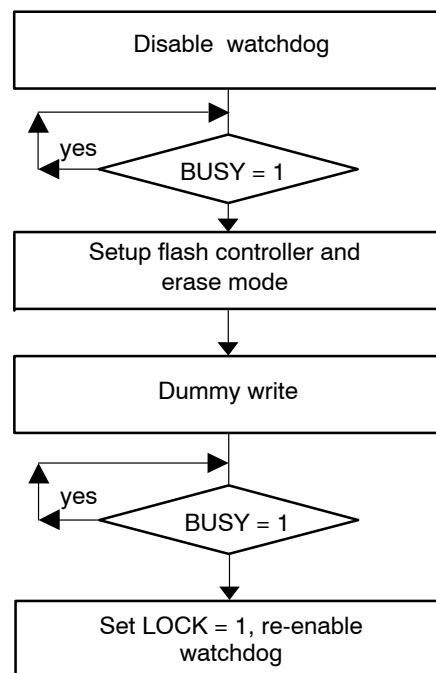 Disable watchdog
yes
BUSY = 1
Setup flash controller and
erase mode
Dummy write
yes
BUSY = 1
Set LOCK = 1, re-enable
watchdog